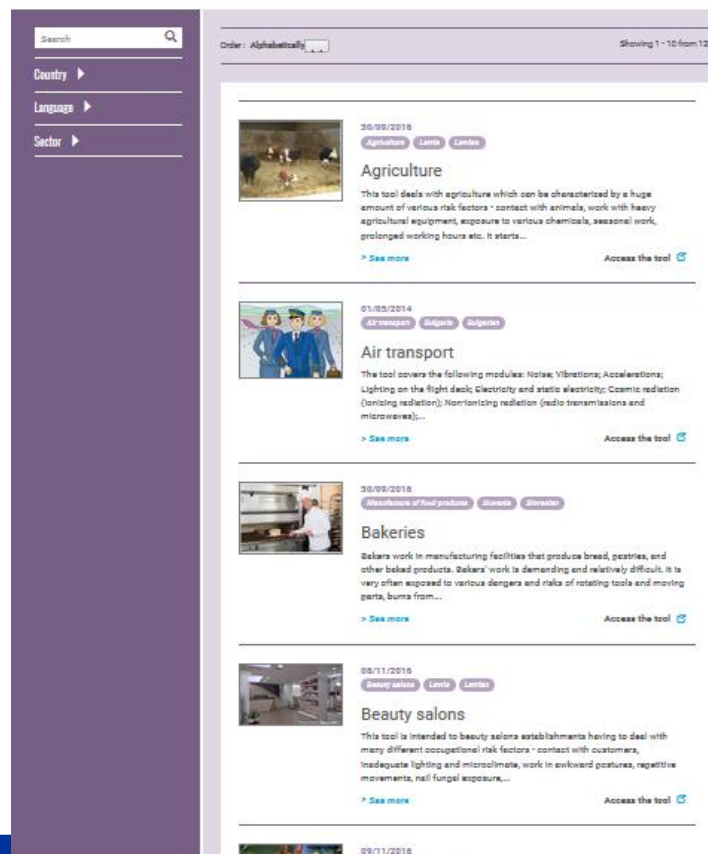 Search
Country
Language
Sector
Order : Alphabetically
Showing 1 - 10 from 12
30/09/2016
Agriculture Latvia Latvian
Agriculture
This tool deals with agriculture which can be characterized by a huge
amount of various risk factors - contact with animals, work with heavy
agricultural equipment, exposure to various chemicals, seasonal work,
prolonged working hours etc. It starts...
> See more
Access the tool
01/05/2014
Air transport Bulgaria Bulgarian
Air transport
The tool covers the following modules: Noise; Vibrations; Accelerations;
Lighting on the flight deck; Electricity and static electricity; Cosmic radiation
(ionizing radiation); Non-ionizing radiation (radio transmissions and
microwaves);...
> See more
Access the tool
30/09/2016
Manufacture of food products Slovenia Slovenian
Bakeries
Bakers work in manufacturing facilities that produce bread, pastries, and
other baked products. Bakers' work is demanding and relatively difficult. It is
very often exposed to various dangers and risks of rotating tools and moving
parts, burns from...
> See more
Access the tool
08/11/2016
Beauty salons Latvia Latvian
Beauty salons
This tool is intended to beauty salons establishments having to deal with
many different occupational risk factors - contact with customers,
inadequate lighting and microclimate, work in awkward postures, repetitive
movements, nail fungal exposure,...
> See more
Access the tool
09/11/2016